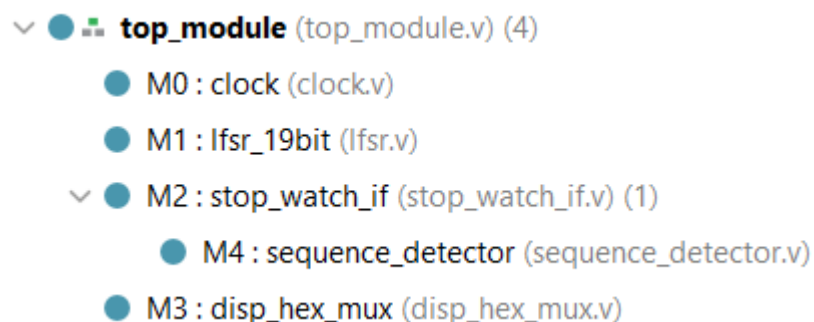 top_module (top_module.v) (4)
M0 : clock (clock.v)
M1 : lfsr_19bit (lfsr.v)
M2 : stop_watch_if (stop_watch_if.v) (1)
M4 : sequence_detector (sequence_detector.v)
M3 : disp_hex_mux (disp_hex_mux.v)